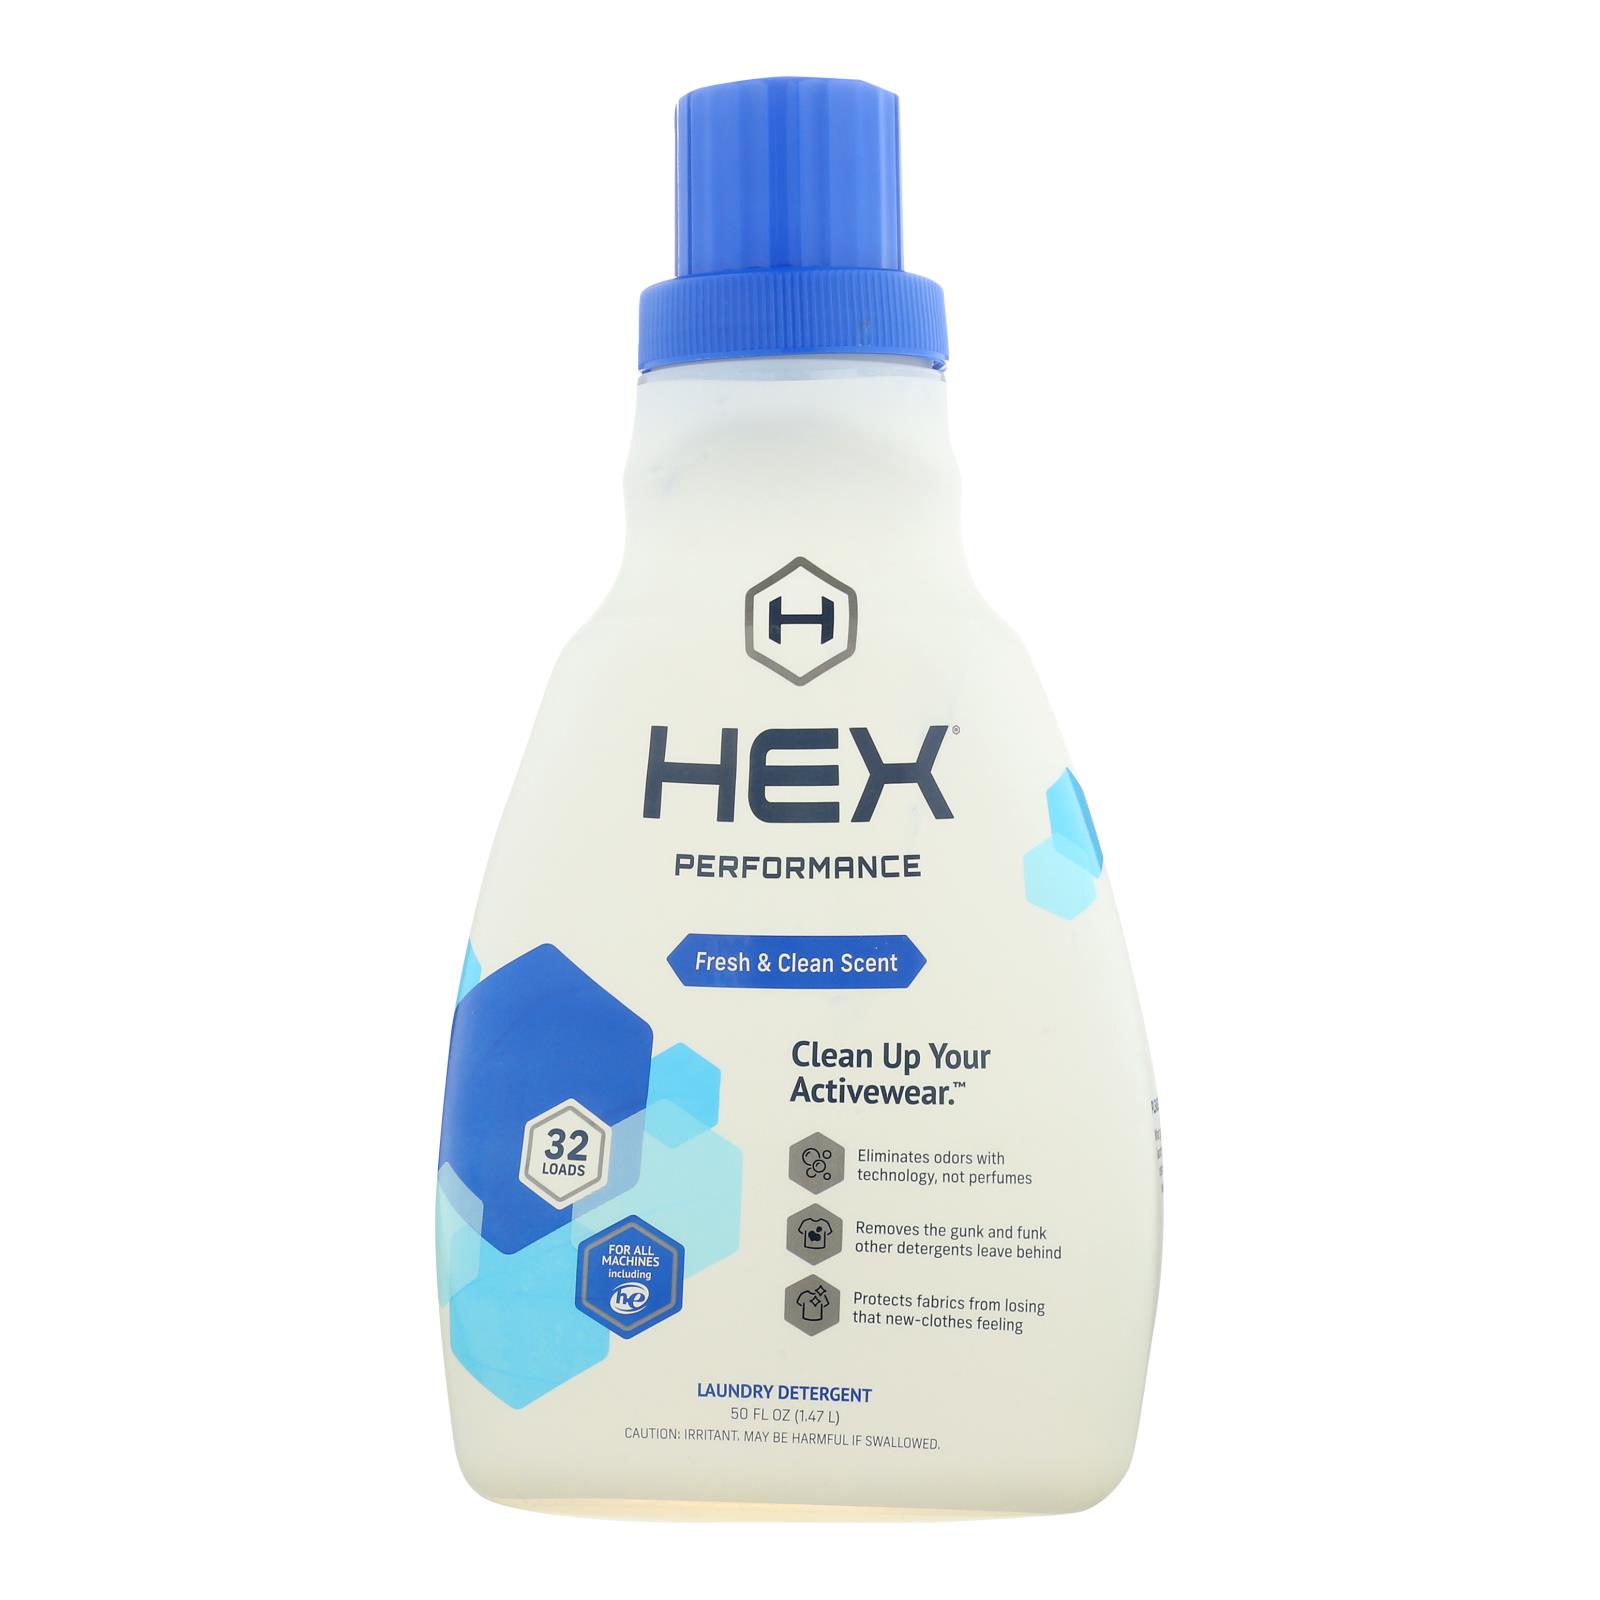 H
HEX®
PERFORMANCE
Fresh & Clean Scent
Clean Up Your
Activewear.™
32
LOADS
Eliminates odors with
technology, not perfumes
Removes the gunk and funk
other detergents leave behind
FOR ALL
MACHINES
including
he
Protects fabrics from losing
that new-clothes feeling
LAUNDRY DETERGENT
50 FL OZ (1.47 L)
CAUTION: IRRITANT. MAY BE HARMFUL IF SWALLOWED.